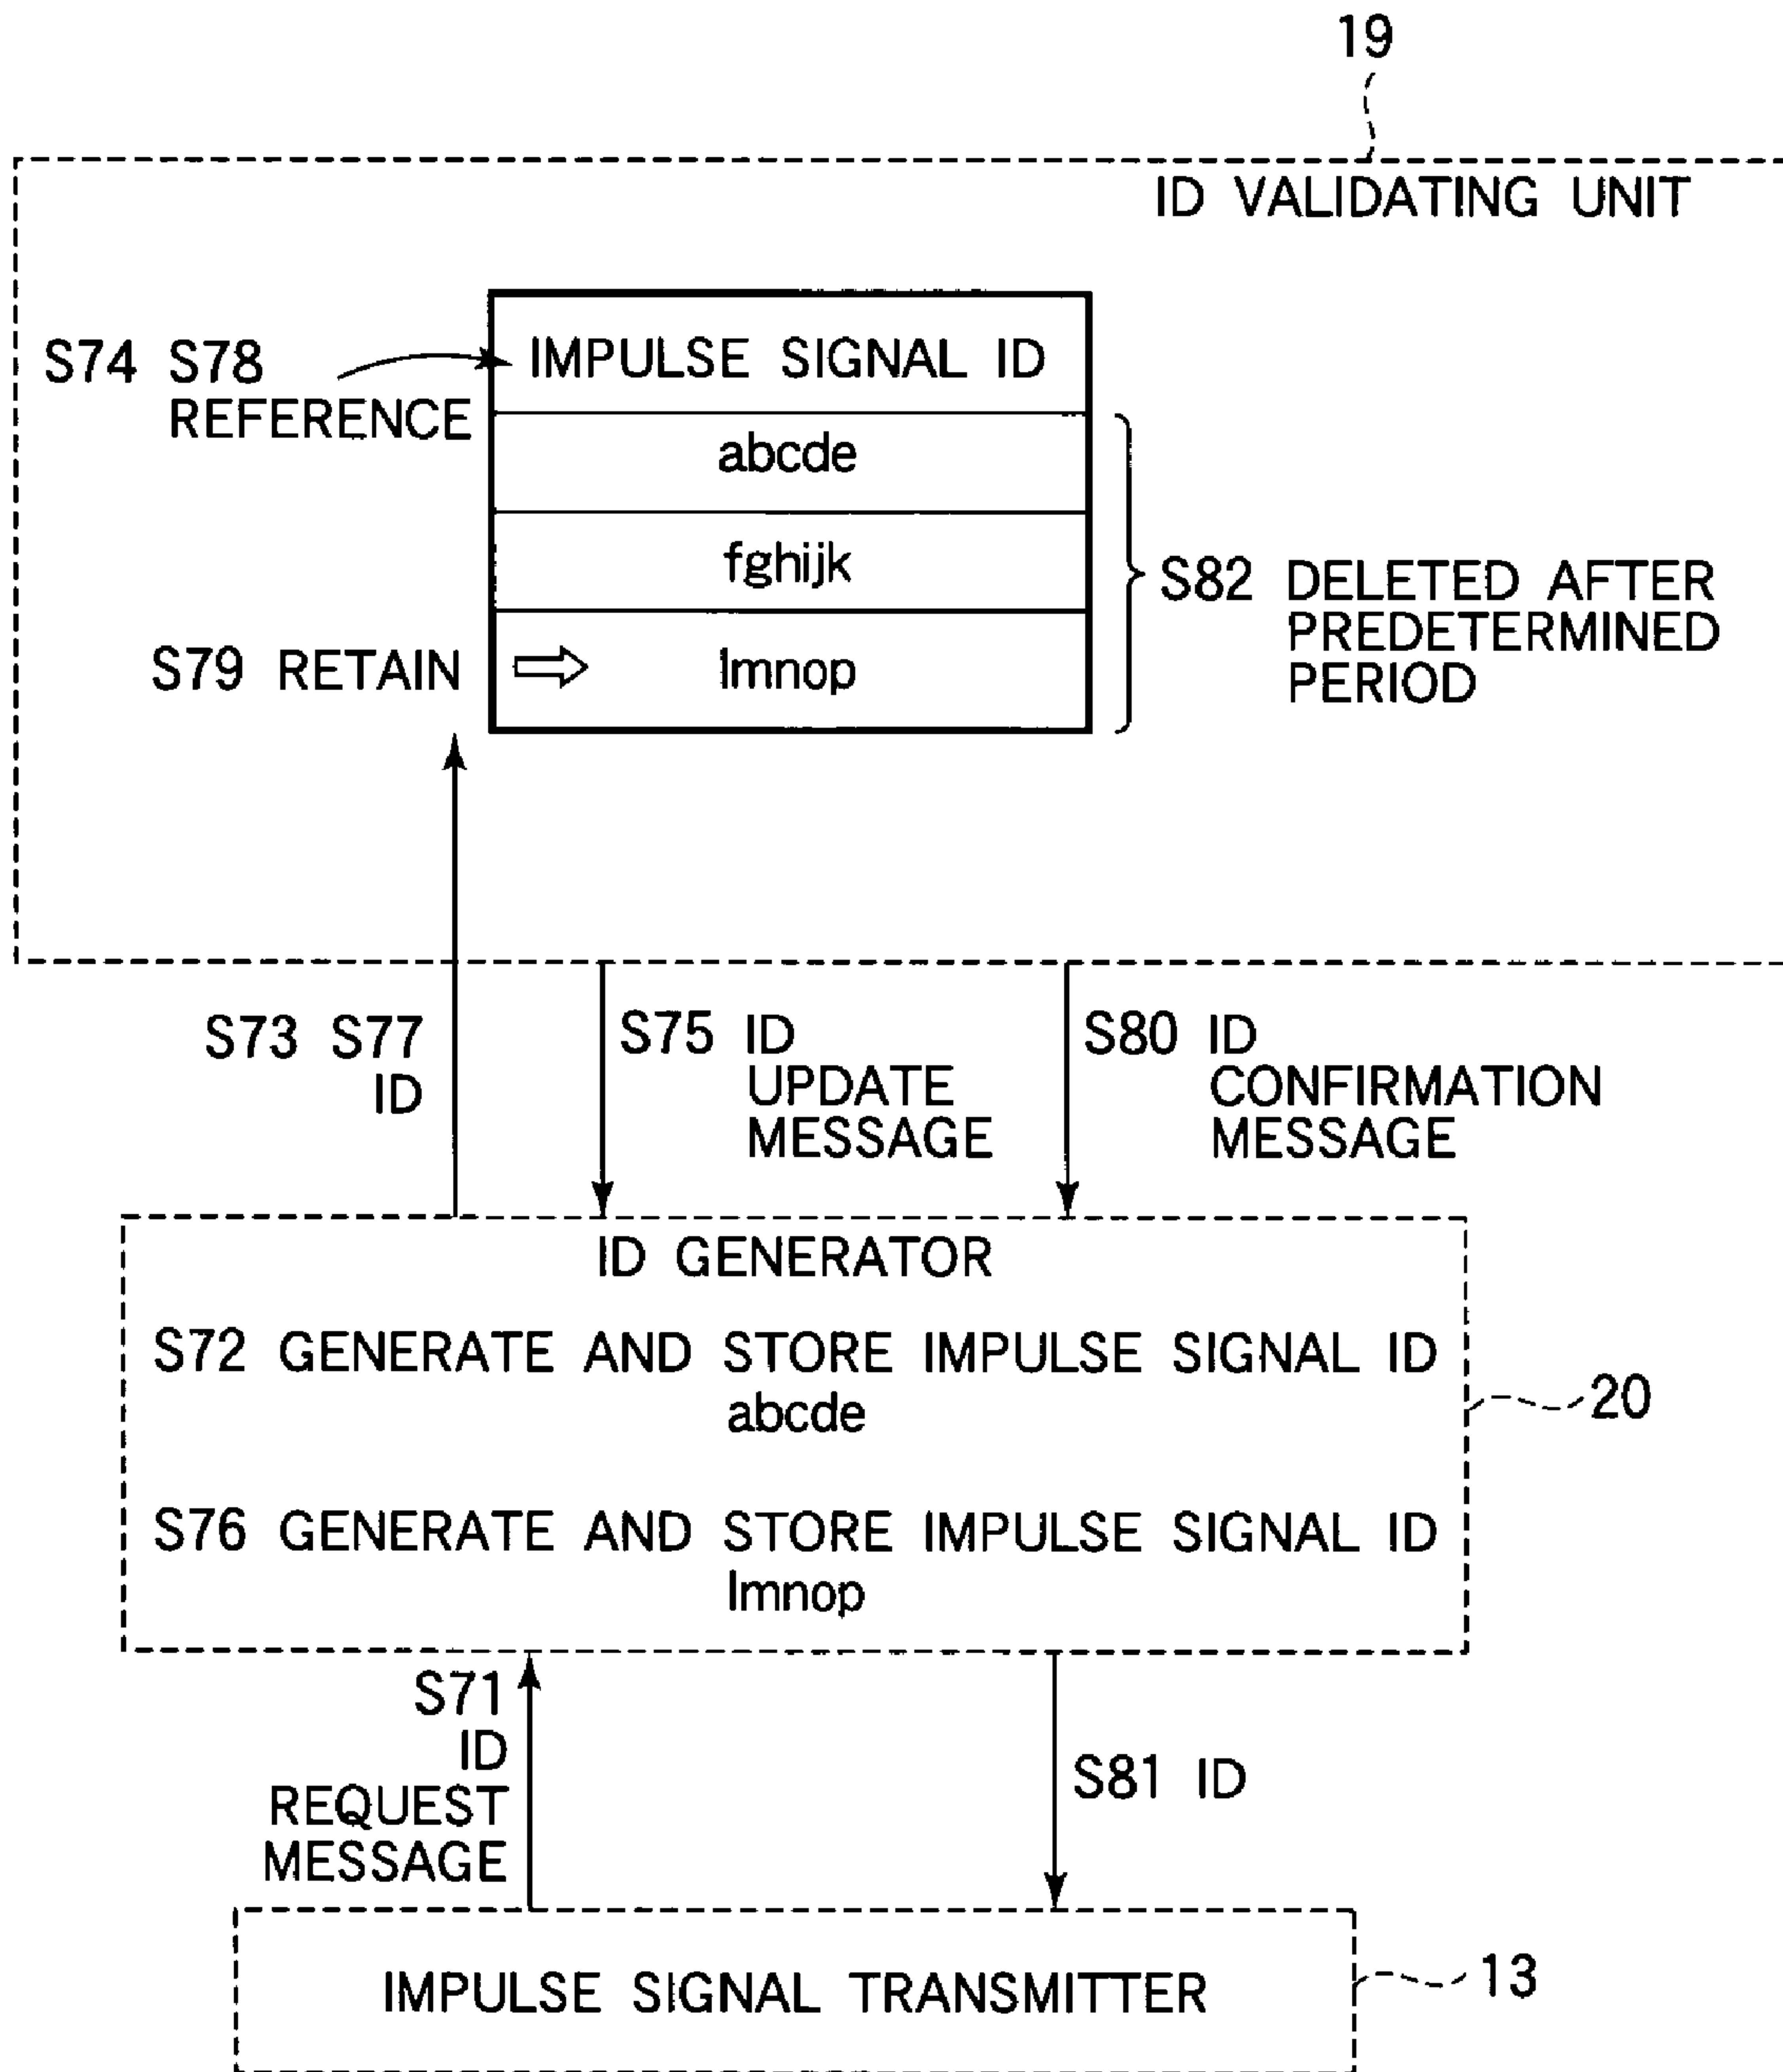 19
ID VALIDATING UNIT
S74 S78
REFERENCE
IMPULSE SIGNAL ID
abcde
fghijk
S79 RETAIN
lmnop
S82 DELETED AFTER
PREDETERMINED
PERIOD
S73 S77
ID
S75 ID
UPDATE
MESSAGE
S80 ID
CONFIRMATION
MESSAGE
ID GENERATOR
S72 GENERATE AND STORE IMPULSE SIGNAL ID
abcde
20
S76 GENERATE AND STORE IMPULSE SIGNAL ID
lmnop
S71
ID
REQUEST
MESSAGE
S81 ID
IMPULSE SIGNAL TRANSMITTER
13